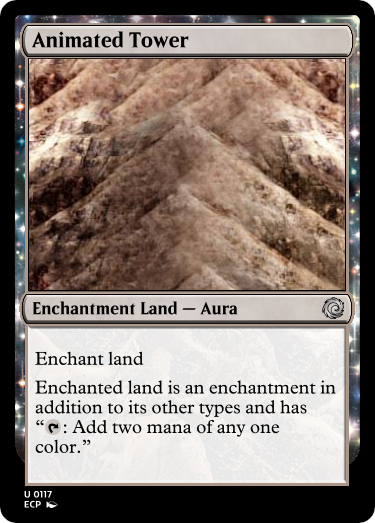 Animated Tower
Enchantment Land — Aura
Enchant land
Enchanted land is an enchantment in
addition to its other types and has
“: Add two mana of any one
color.”
U 0117
ECP